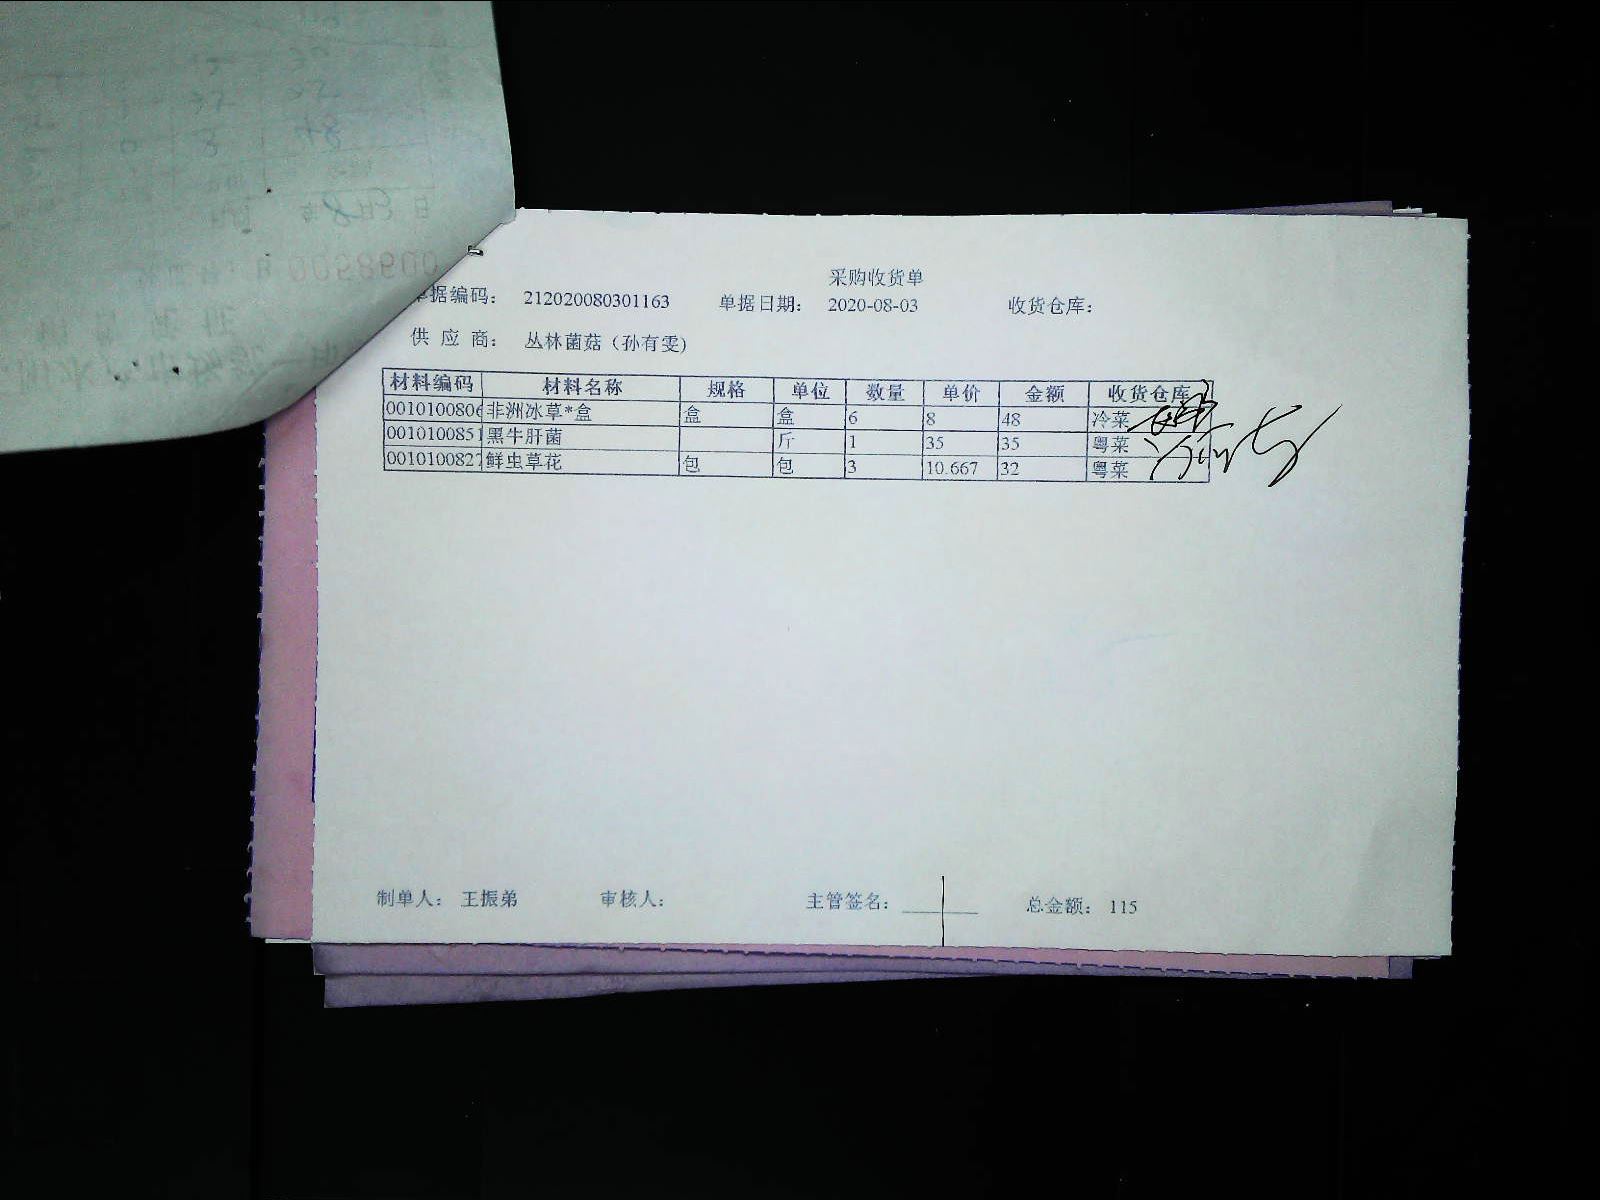 采购收货单
单据编码： 212020080301163 单据日期： 2020-08-03 收货仓库：
供 应 商： 丛林菌菇（孙有雯）
材料编码 材料名称 规格 单位 数量 单价 金额 收货仓库
0010100806 非洲冰草*盒 盒 盒 6 8 48 冷菜
0010100851 黑牛肝菌 斤 1 35 35 粤菜
0010100827 鲜虫草花 包 包 3 10.667 32 粤菜
制单人： 王振弟 审核人： 主管签名： 总金额： 115